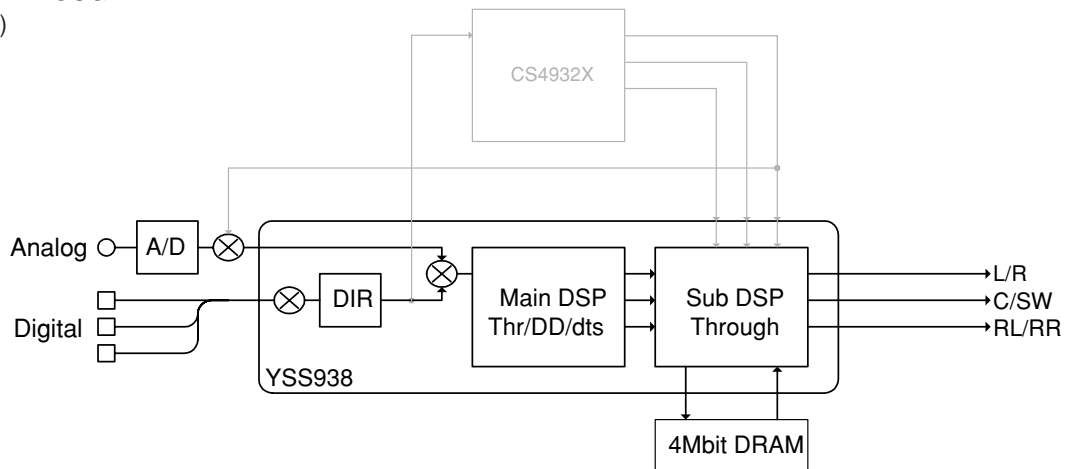 )
CS4932X
Analog
A/D
DIR
Main DSP
Thr/DD/dts
Sub DSP
Through
L/R
C/SW
RL/RR
Digital
YSS938
4Mbit DRAM